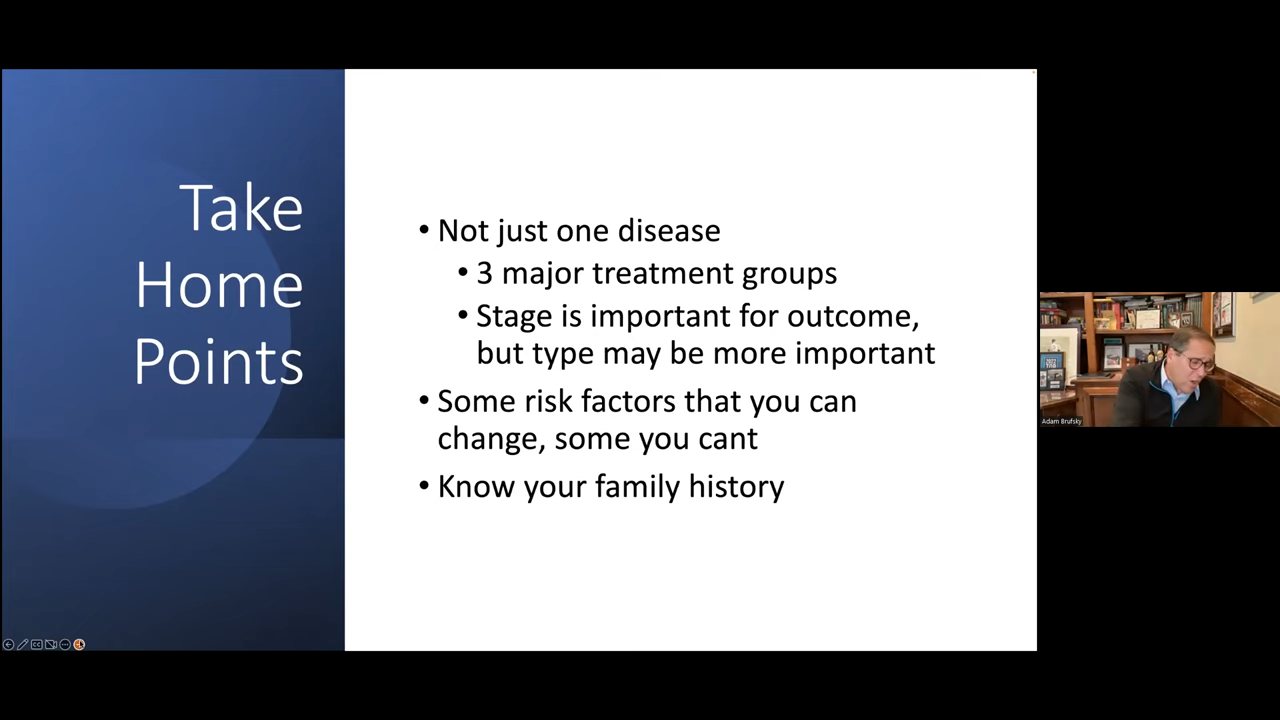 Take
Home
Points
• Not just one disease
• 3 major treatment groups
• Stage is important for outcome,
but type may be more important
• Some risk factors that you can
change, some you cant
• Know your family history
Adam Brufsky